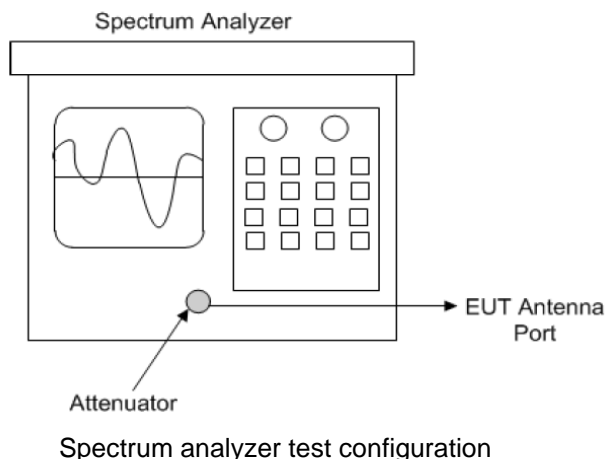 Spectrum Analyzer
EUT Antenna
Port
Attenuator
Spectrum analyzer test configuration